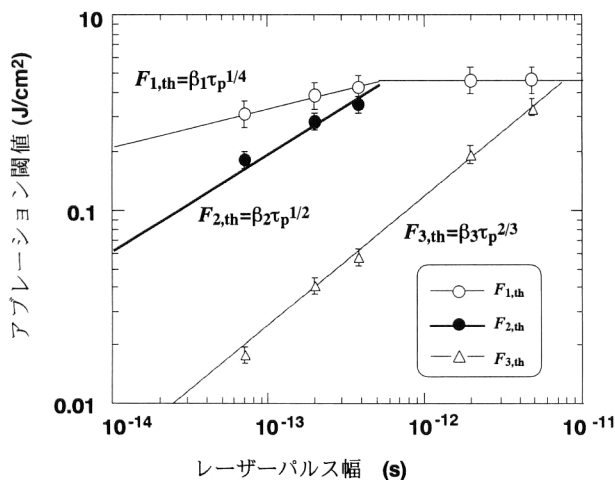 アブレーション閾値 (J/cm²)
10
1
0.1
0.01
F₁,th=β₁τₚ¹/⁴
F₂,th=β₂τₚ¹/²
F₃,th=β₃τₚ²/³
F₁,th
F₂,th
F₃,th
10⁻¹⁴ 10⁻¹³ 10⁻¹² 10⁻¹¹
レーザーパルス幅 (s)